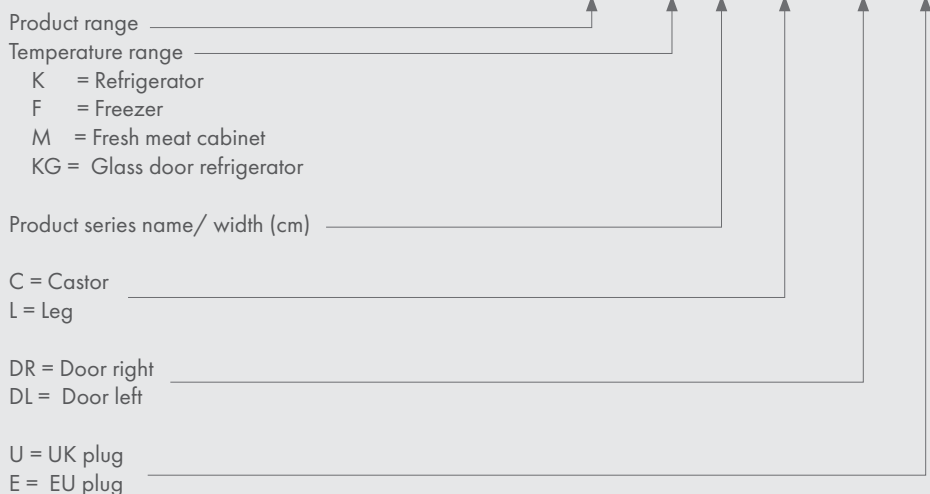 Product range
Temperature range
K = Refrigerator
F = Freezer
M = Fresh meat cabinet
KG = Glass door refrigerator
Product series name/ width (cm)
C = Castor
L = Leg
DR = Door right
DL = Door left
U = UK plug
E = EU plug